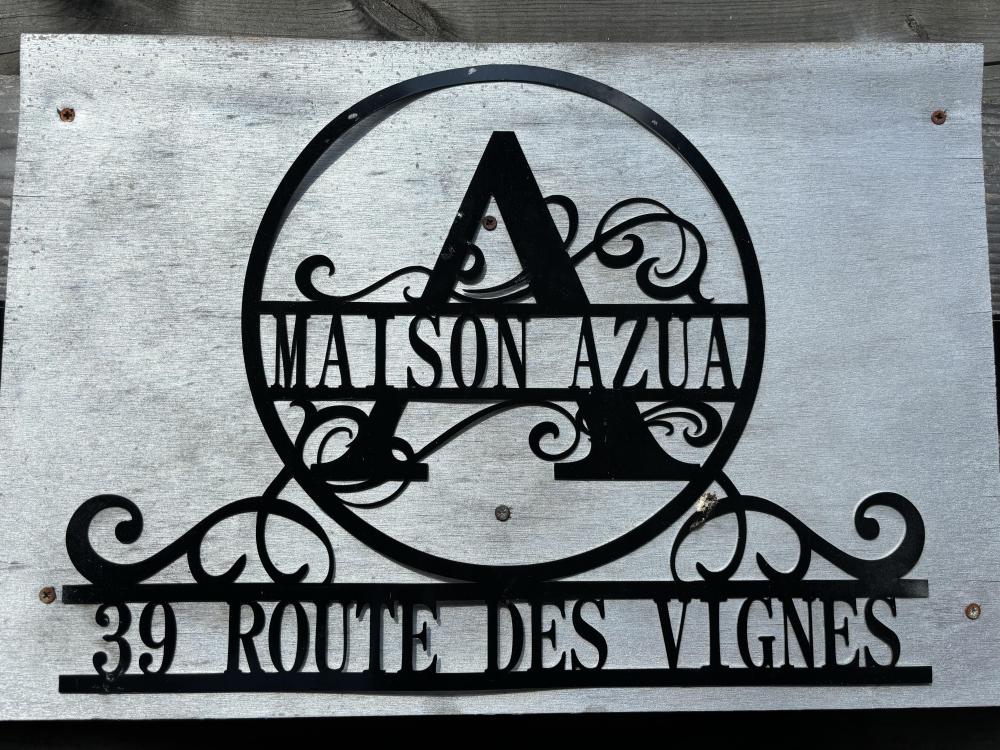 A
MAISON AZUA
39 ROUTE DES VIGNES